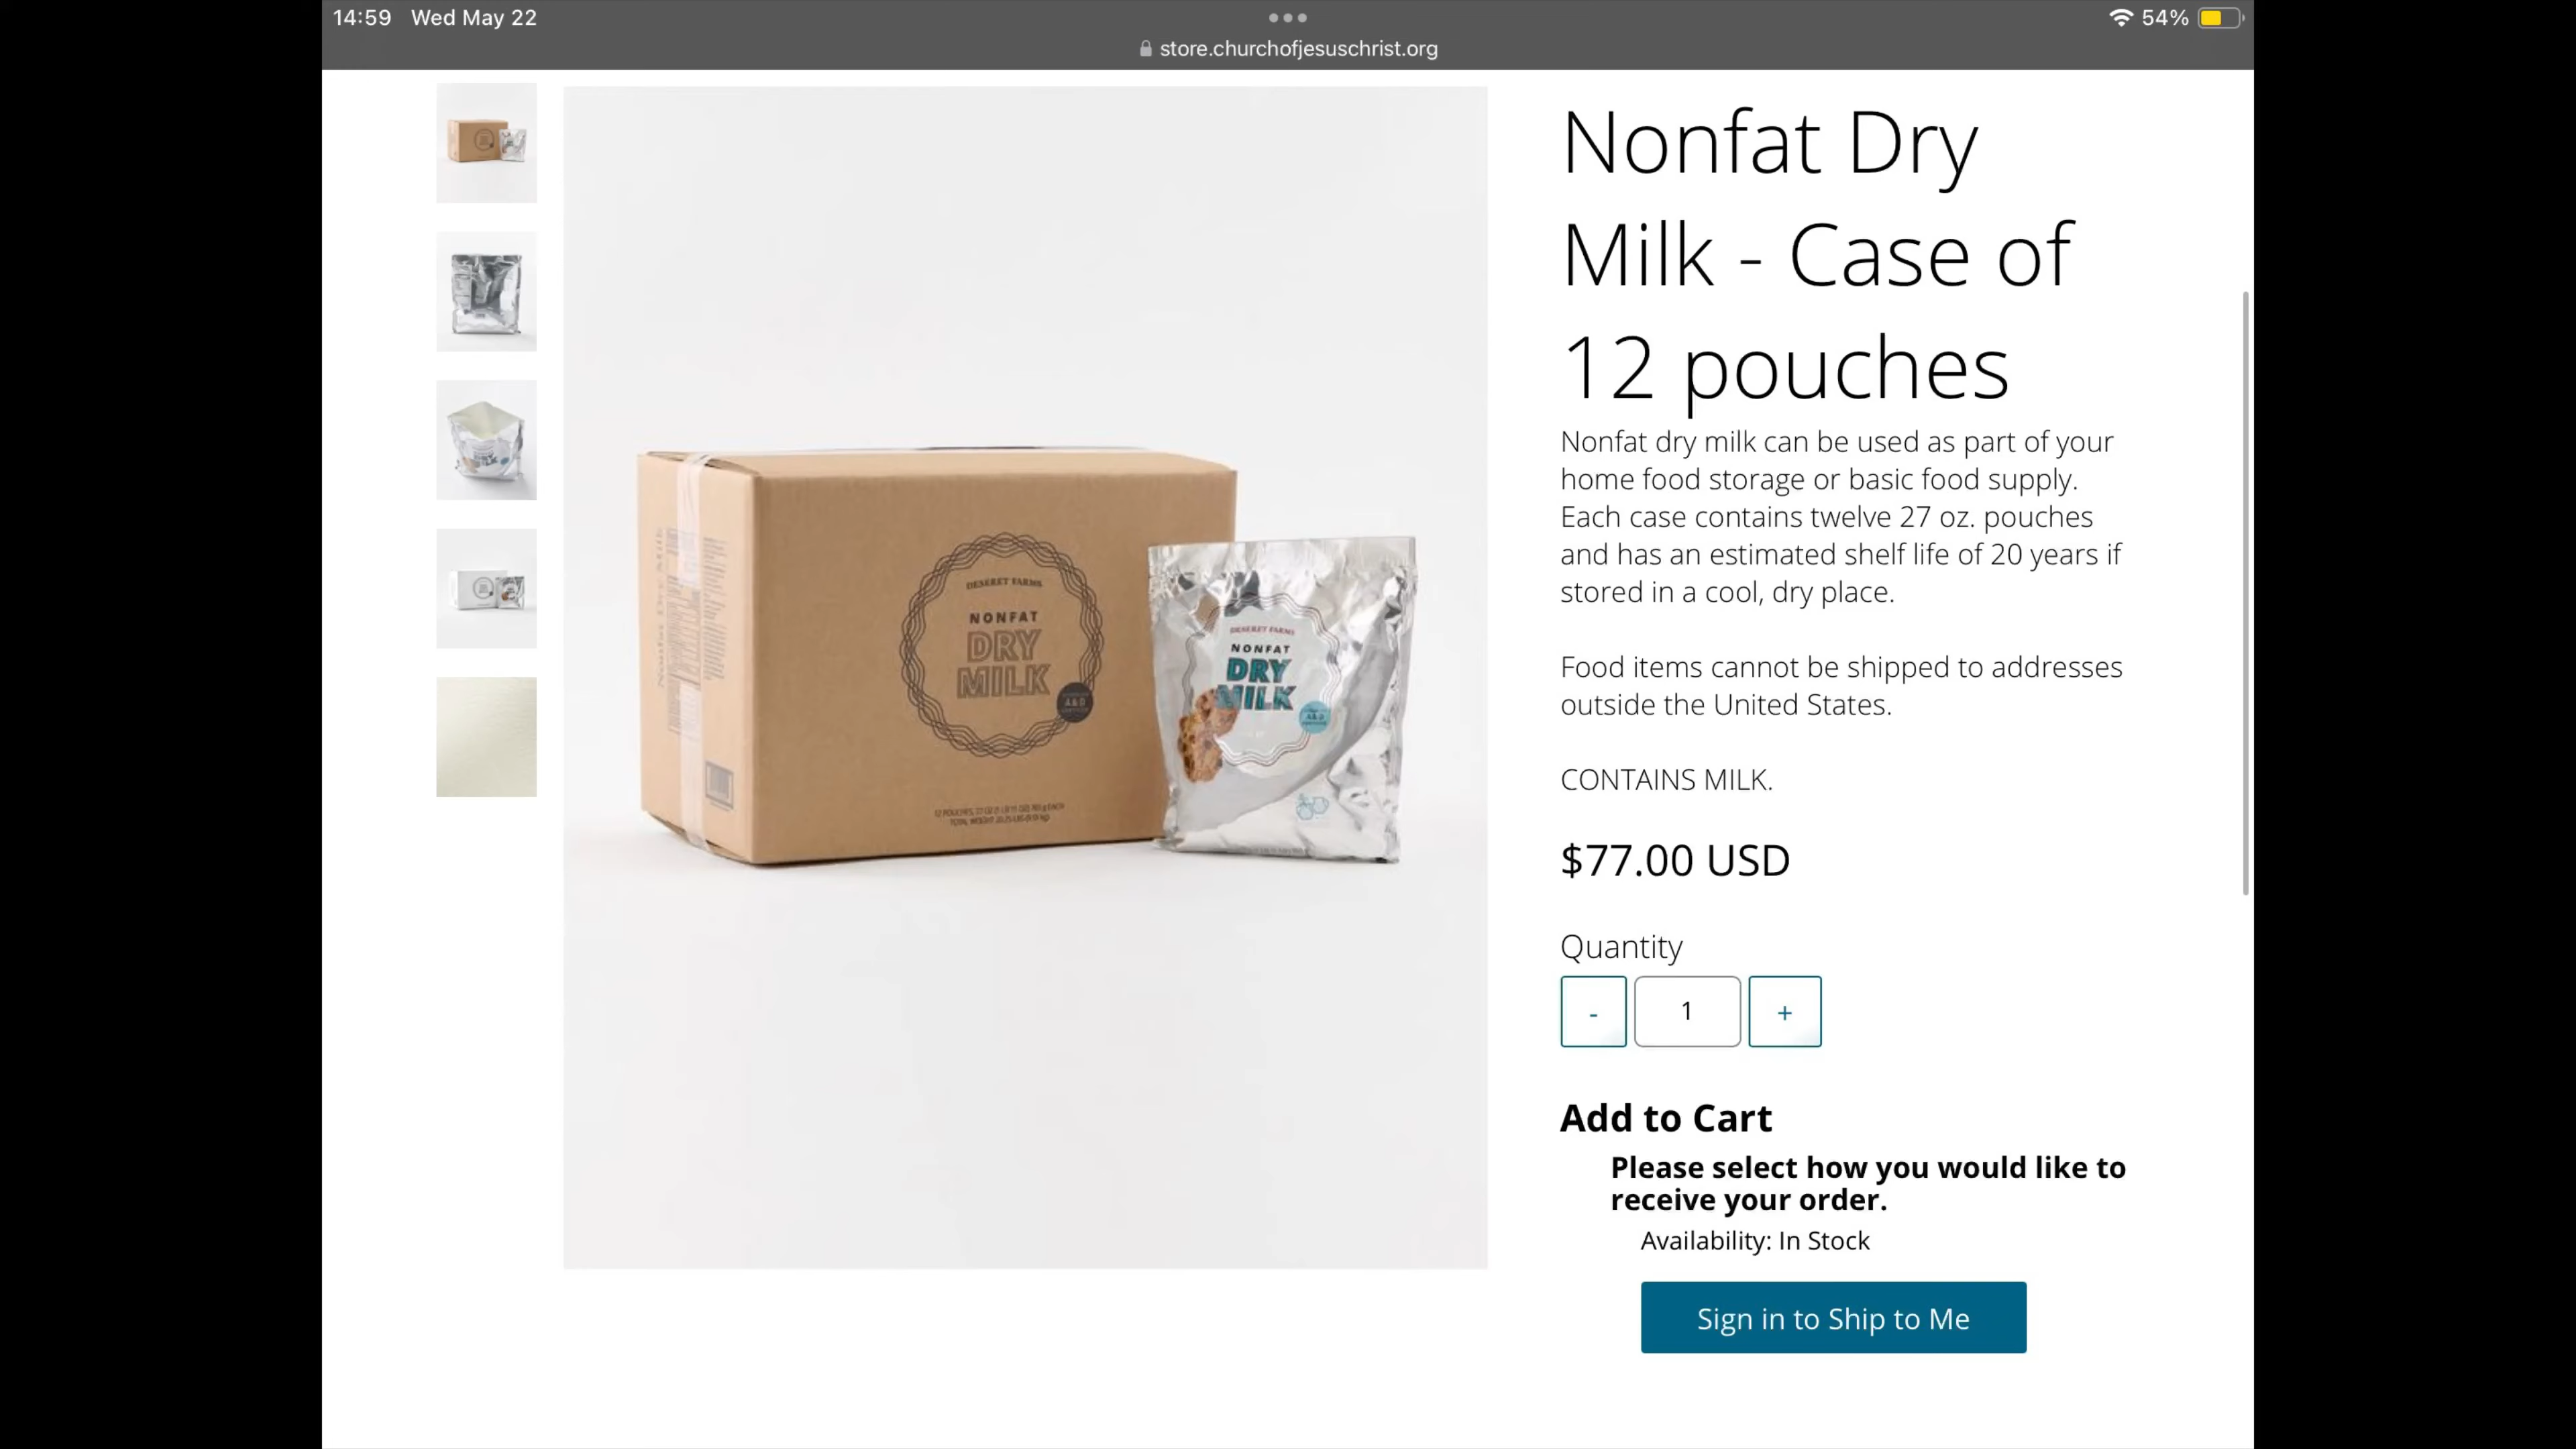 14:59 Wed May 22
54%
store.churchofjesuschrist.org
Nonfat Dry
Milk - Case of
12 pouches
Nonfat dry milk can be used as part of your
home food storage or basic food supply.
Each case contains twelve 27 oz. pouches
and has an estimated shelf life of 20 years if
stored in a cool, dry place.
Food items cannot be shipped to addresses
outside the United States.
CONTAINS MILK.
$77.00 USD
Quantity
- 1 +
Add to Cart
Please select how you would like to
receive your order.
Availability: In Stock
Sign in to Ship to Me
DESERET FARMS
NONFAT
DRY
MILK
A&D
DESERET FARMS
NONFAT
DRY
MILK
A&D
Nonfat Dry Milk